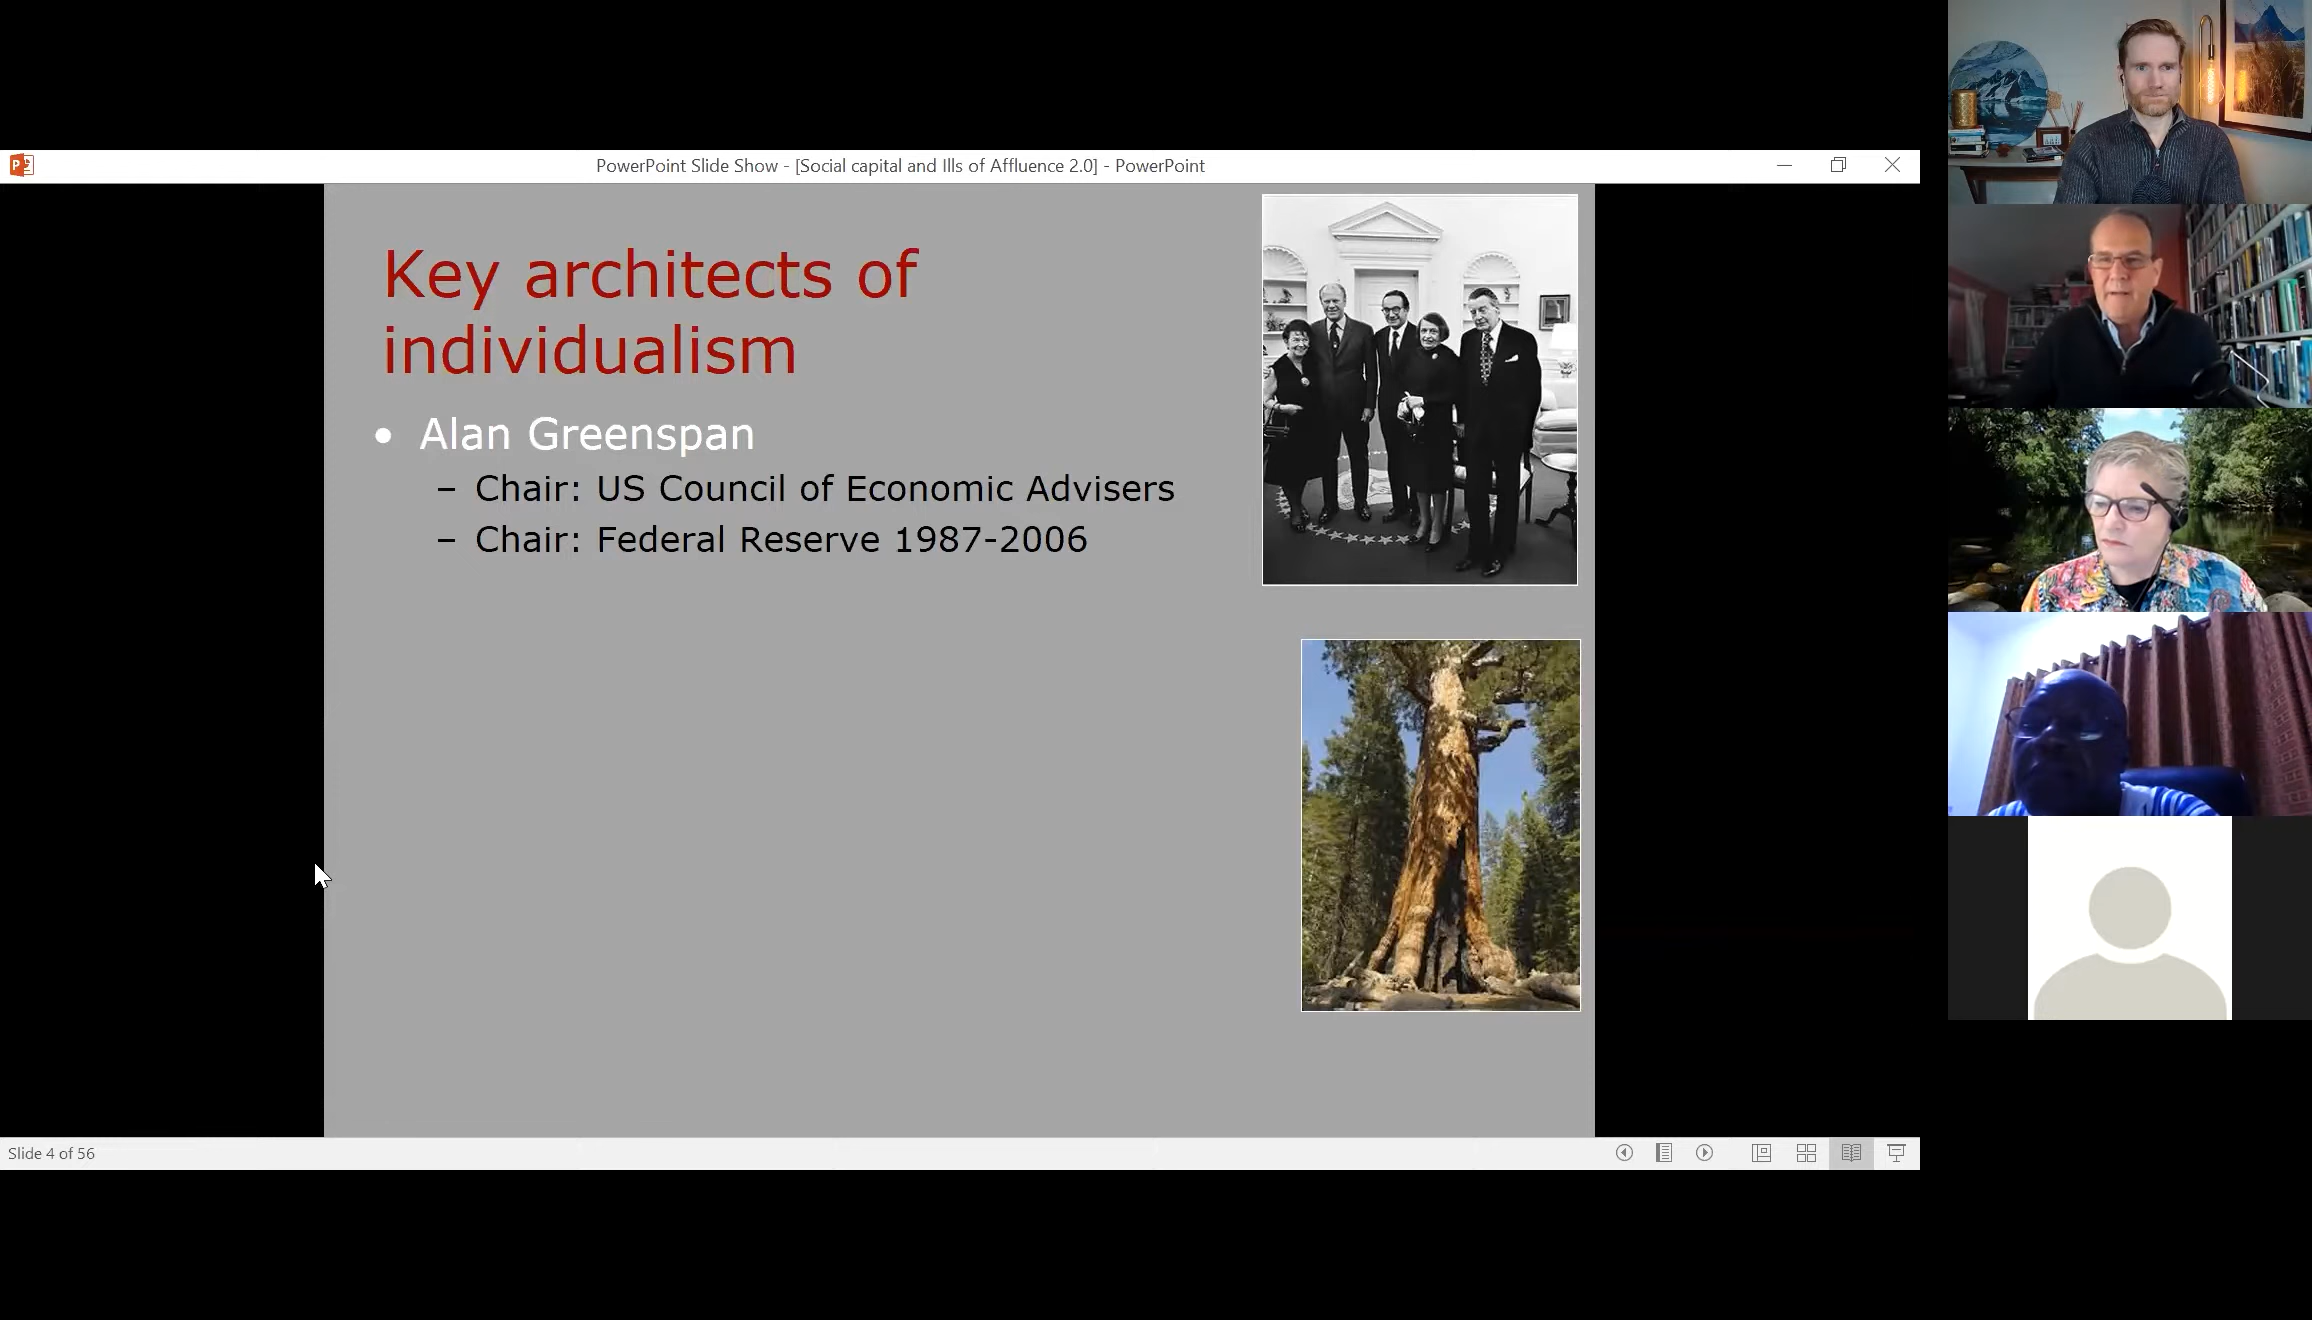 PowerPoint Slide Show - [Social capital and Ills of Affluence 2.0] - PowerPoint
Key architects of
individualism
• Alan Greenspan
– Chair: US Council of Economic Advisers
– Chair: Federal Reserve 1987-2006
Slide 4 of 56